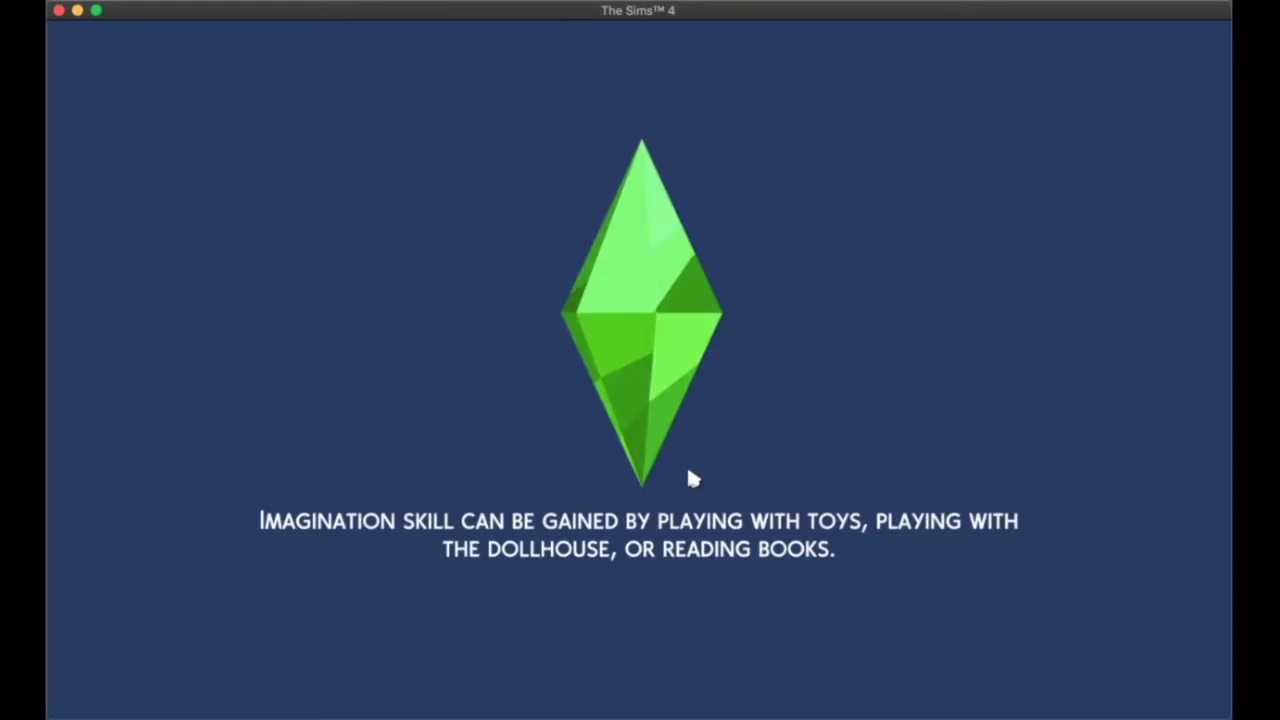 The Sims™ 4
IMAGINATION SKILL CAN BE GAINED BY PLAYING WITH TOYS, PLAYING WITH
THE DOLLHOUSE, OR READING BOOKS.